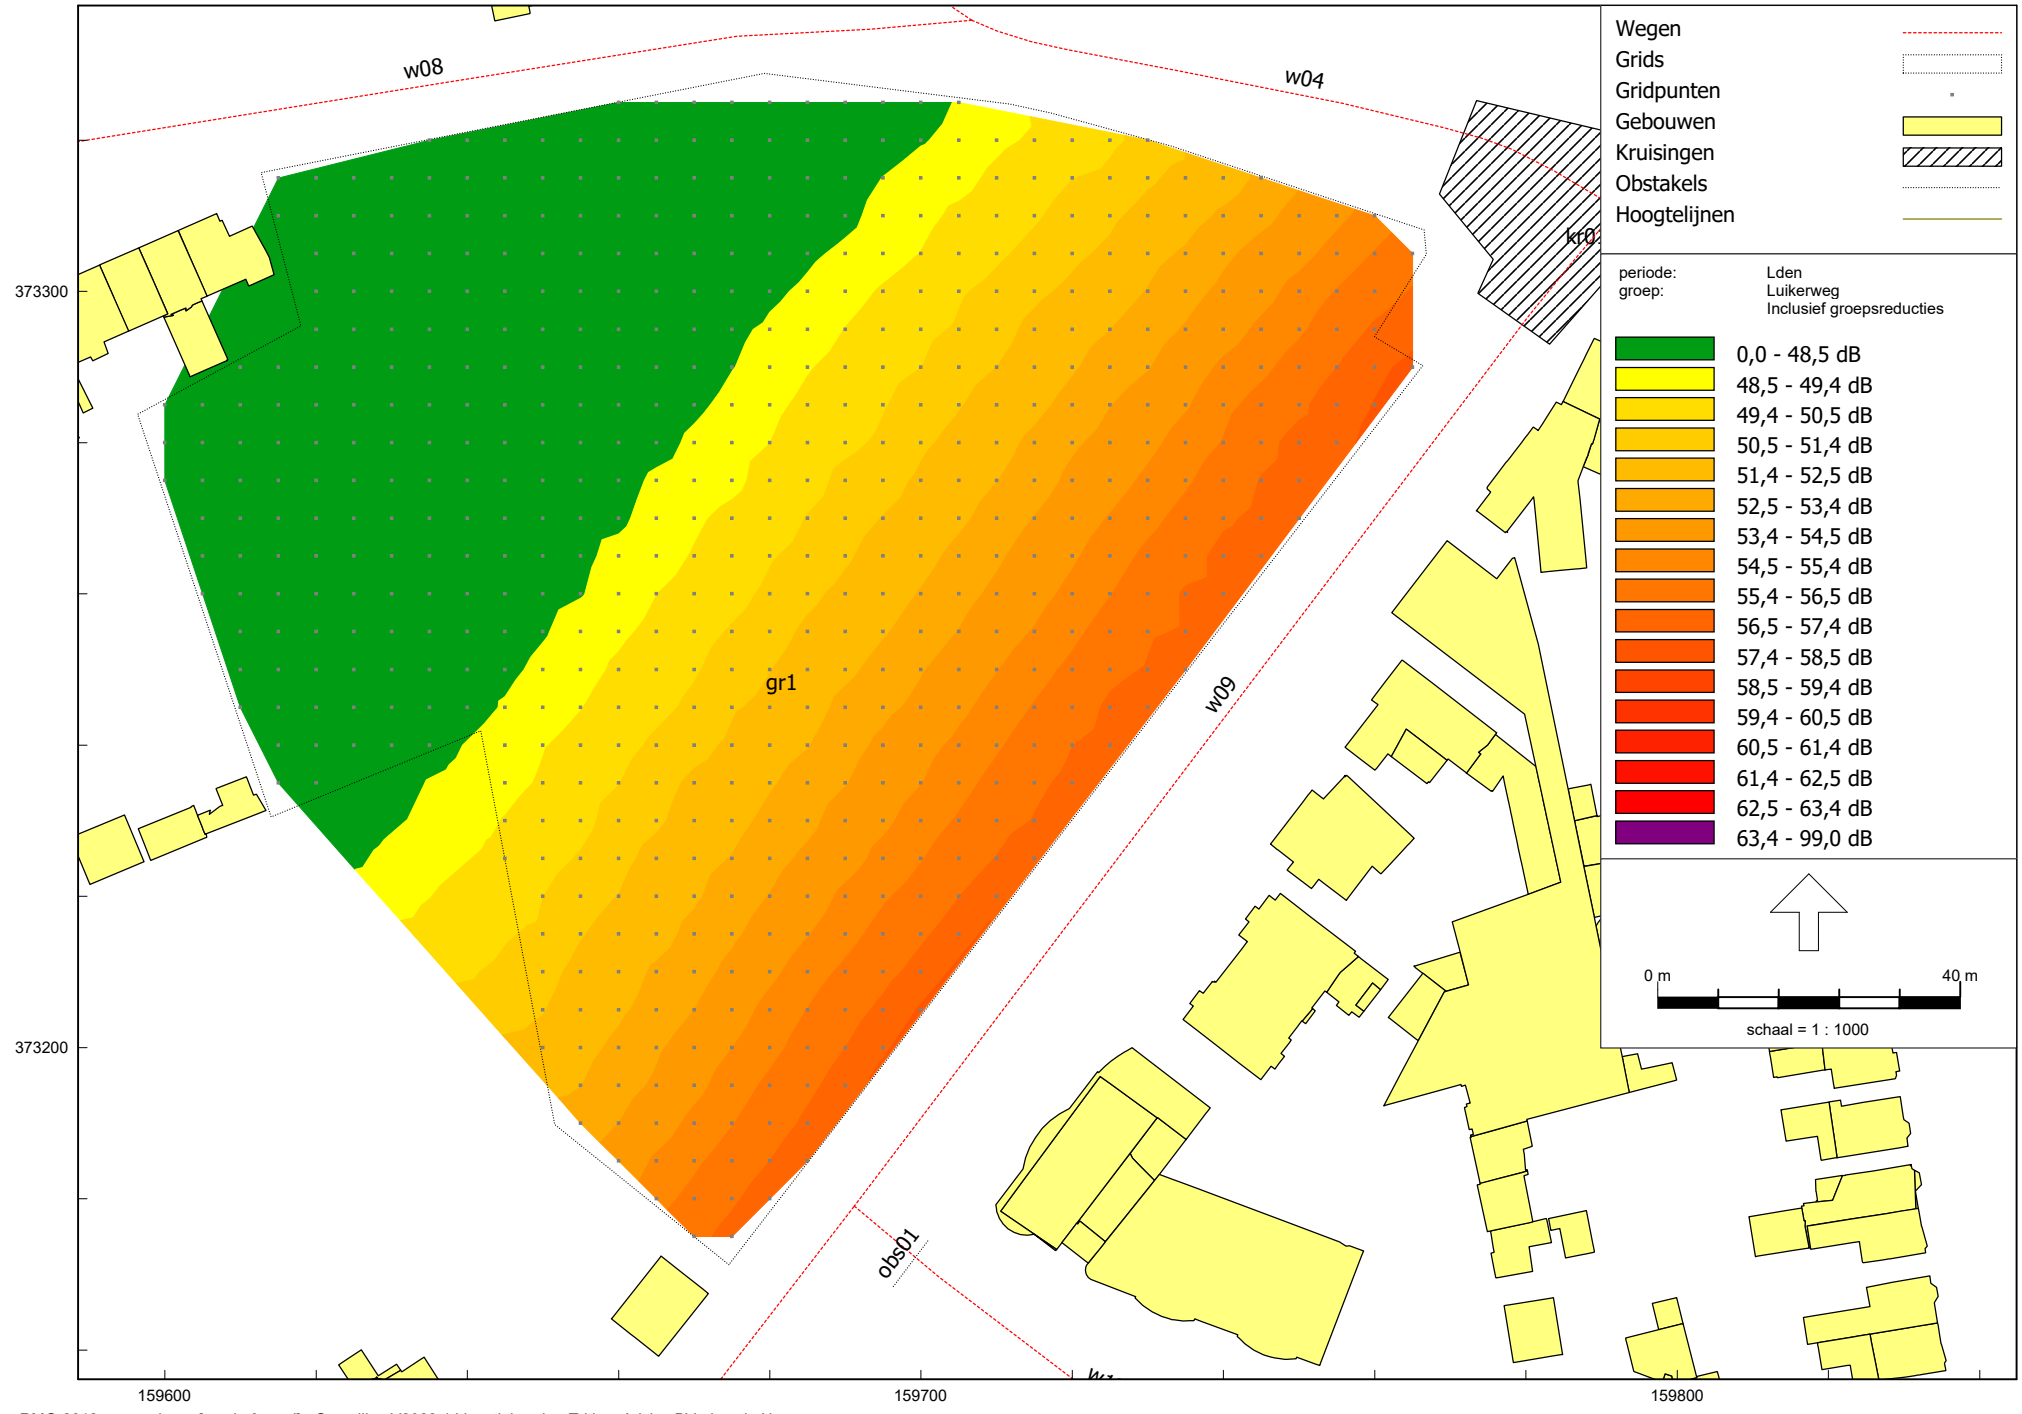 Wegen
Grids
Gridpunten
Gebouwen
Kruisingen
Obstakels
Hoogtelijnen
periode: Lden
groep: Luikerweg
Inclusief groepsreducties
0,0 - 48,5 dB
48,5 - 49,4 dB
49,4 - 50,5 dB
50,5 - 51,4 dB
51,4 - 52,5 dB
52,5 - 53,4 dB
53,4 - 54,5 dB
54,5 - 55,4 dB
55,4 - 56,5 dB
56,5 - 57,4 dB
57,4 - 58,5 dB
58,5 - 59,4 dB
59,4 - 60,5 dB
60,5 - 61,4 dB
61,4 - 62,5 dB
62,5 - 63,4 dB
63,4 - 99,0 dB
0 m 40 m
schaal = 1 : 1000
w08
w04
373300
gr1
w09
373200
obs01
159600 159700 159800